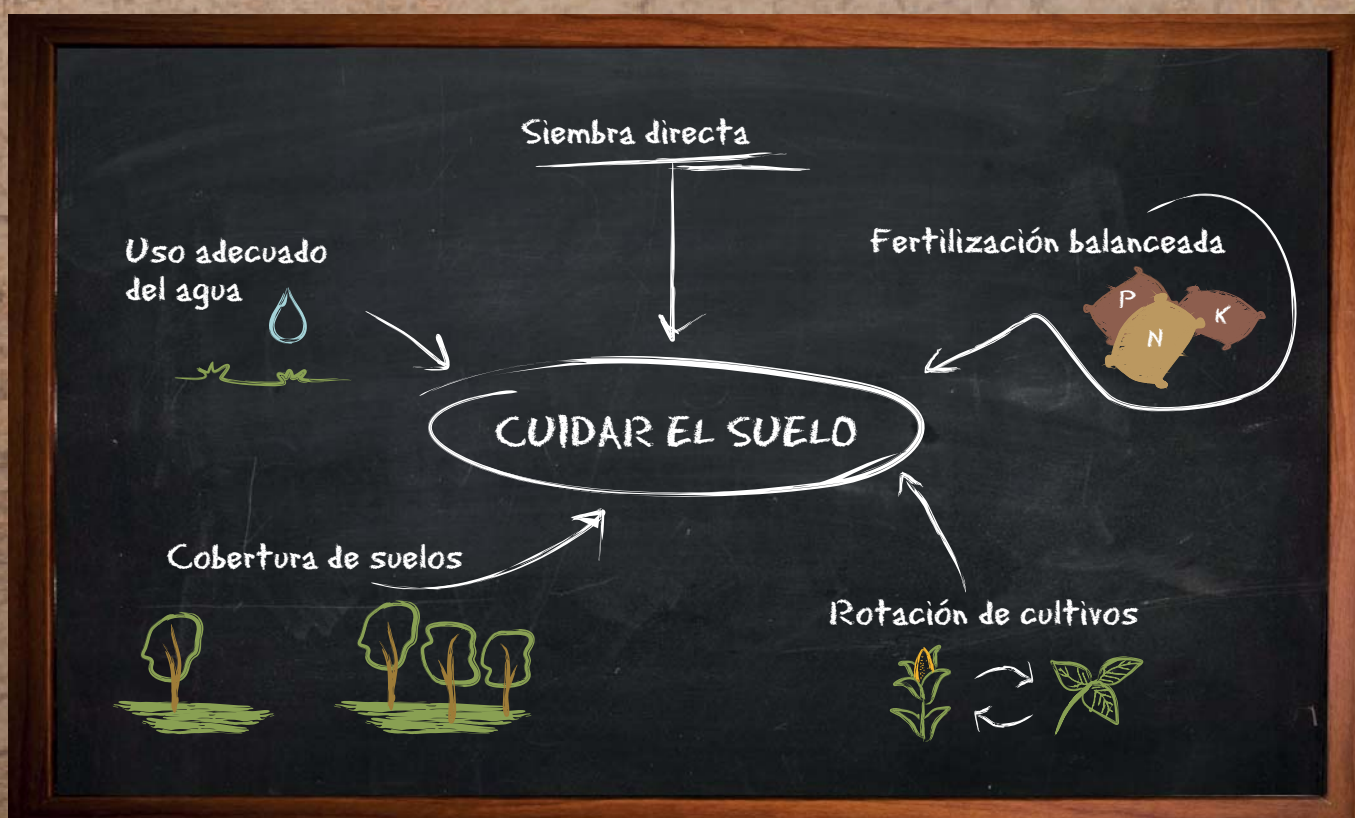 Siembra directa
Uso adecuado
del agua
Fertilización balanceada
P
K
N
CUIDAR EL SUELO
Cobertura de suelos
Rotación de cultivos